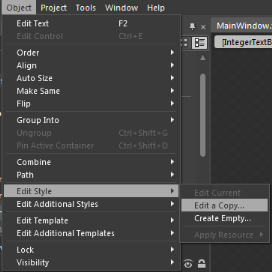 Object Project Tools Window Help
MainWindow.
Edit Text F2
Edit Control Ctrl+E
[IntegerTextB
Order
Align
Auto Size
Make Same
Flip
Group Into
Ungroup Ctrl+Shift+G
Pin Active Container Ctrl+Shift+D
Combine
Path
Edit Style
Edit Current
Edit Additional Styles
Edit a Copy...
Edit Template
Create Empty...
Edit Additional Templates
Apply Resource
Lock
Visibility